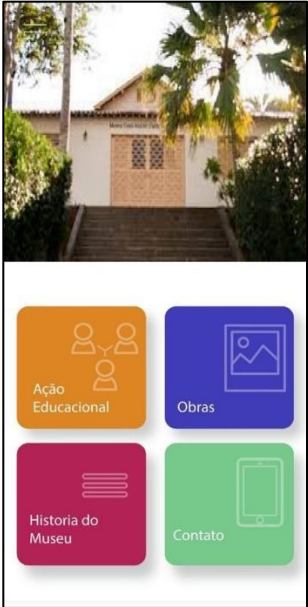 Ação
Educacional
Obras
Historia do
Museu
Contato